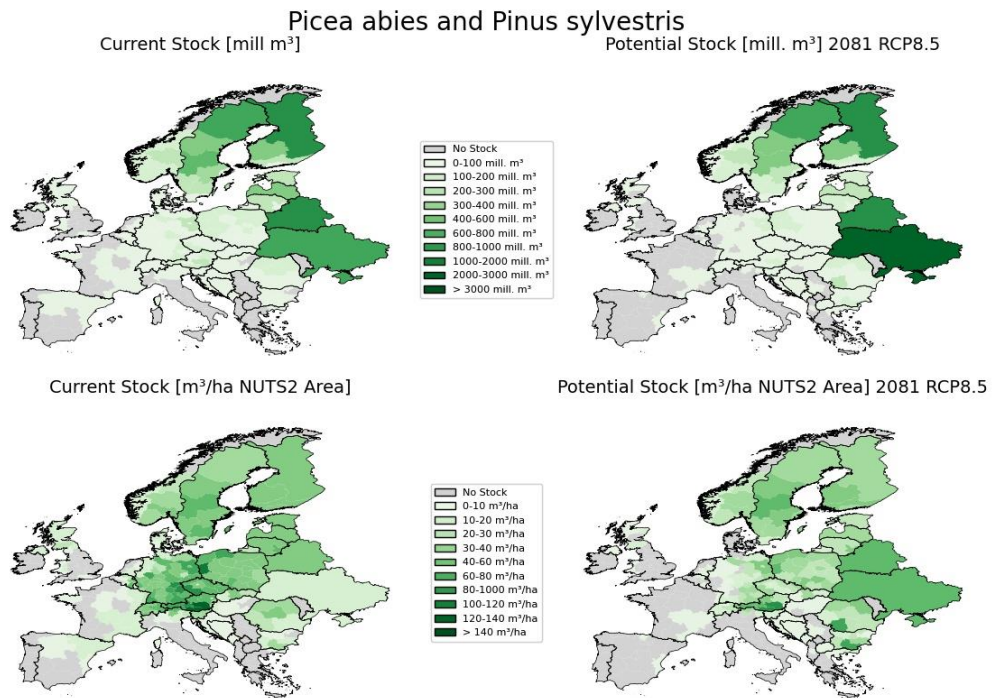 Picea abies and Pinus sylvestris
Current Stock [mill m³]
Potential Stock [mill. m³] 2081 RCP8.5
No Stock
0-100 mill. m³
100-200 mill. m³
200-300 mill. m³
300-400 mill. m³
400-600 mill. m³
600-800 mill. m³
800-1000 mill. m³
1000-2000 mill. m³
2000-3000 mill. m³
> 3000 mill. m³
Current Stock [m³/ha NUTS2 Area]
Potential Stock [m³/ha NUTS2 Area] 2081 RCP8.5
No Stock
0-10 m³/ha
10-20 m³/ha
20-30 m³/ha
30-40 m³/ha
40-60 m³/ha
60-80 m³/ha
80-1000 m³/ha
100-120 m³/ha
120-140 m³/ha
> 140 m³/ha